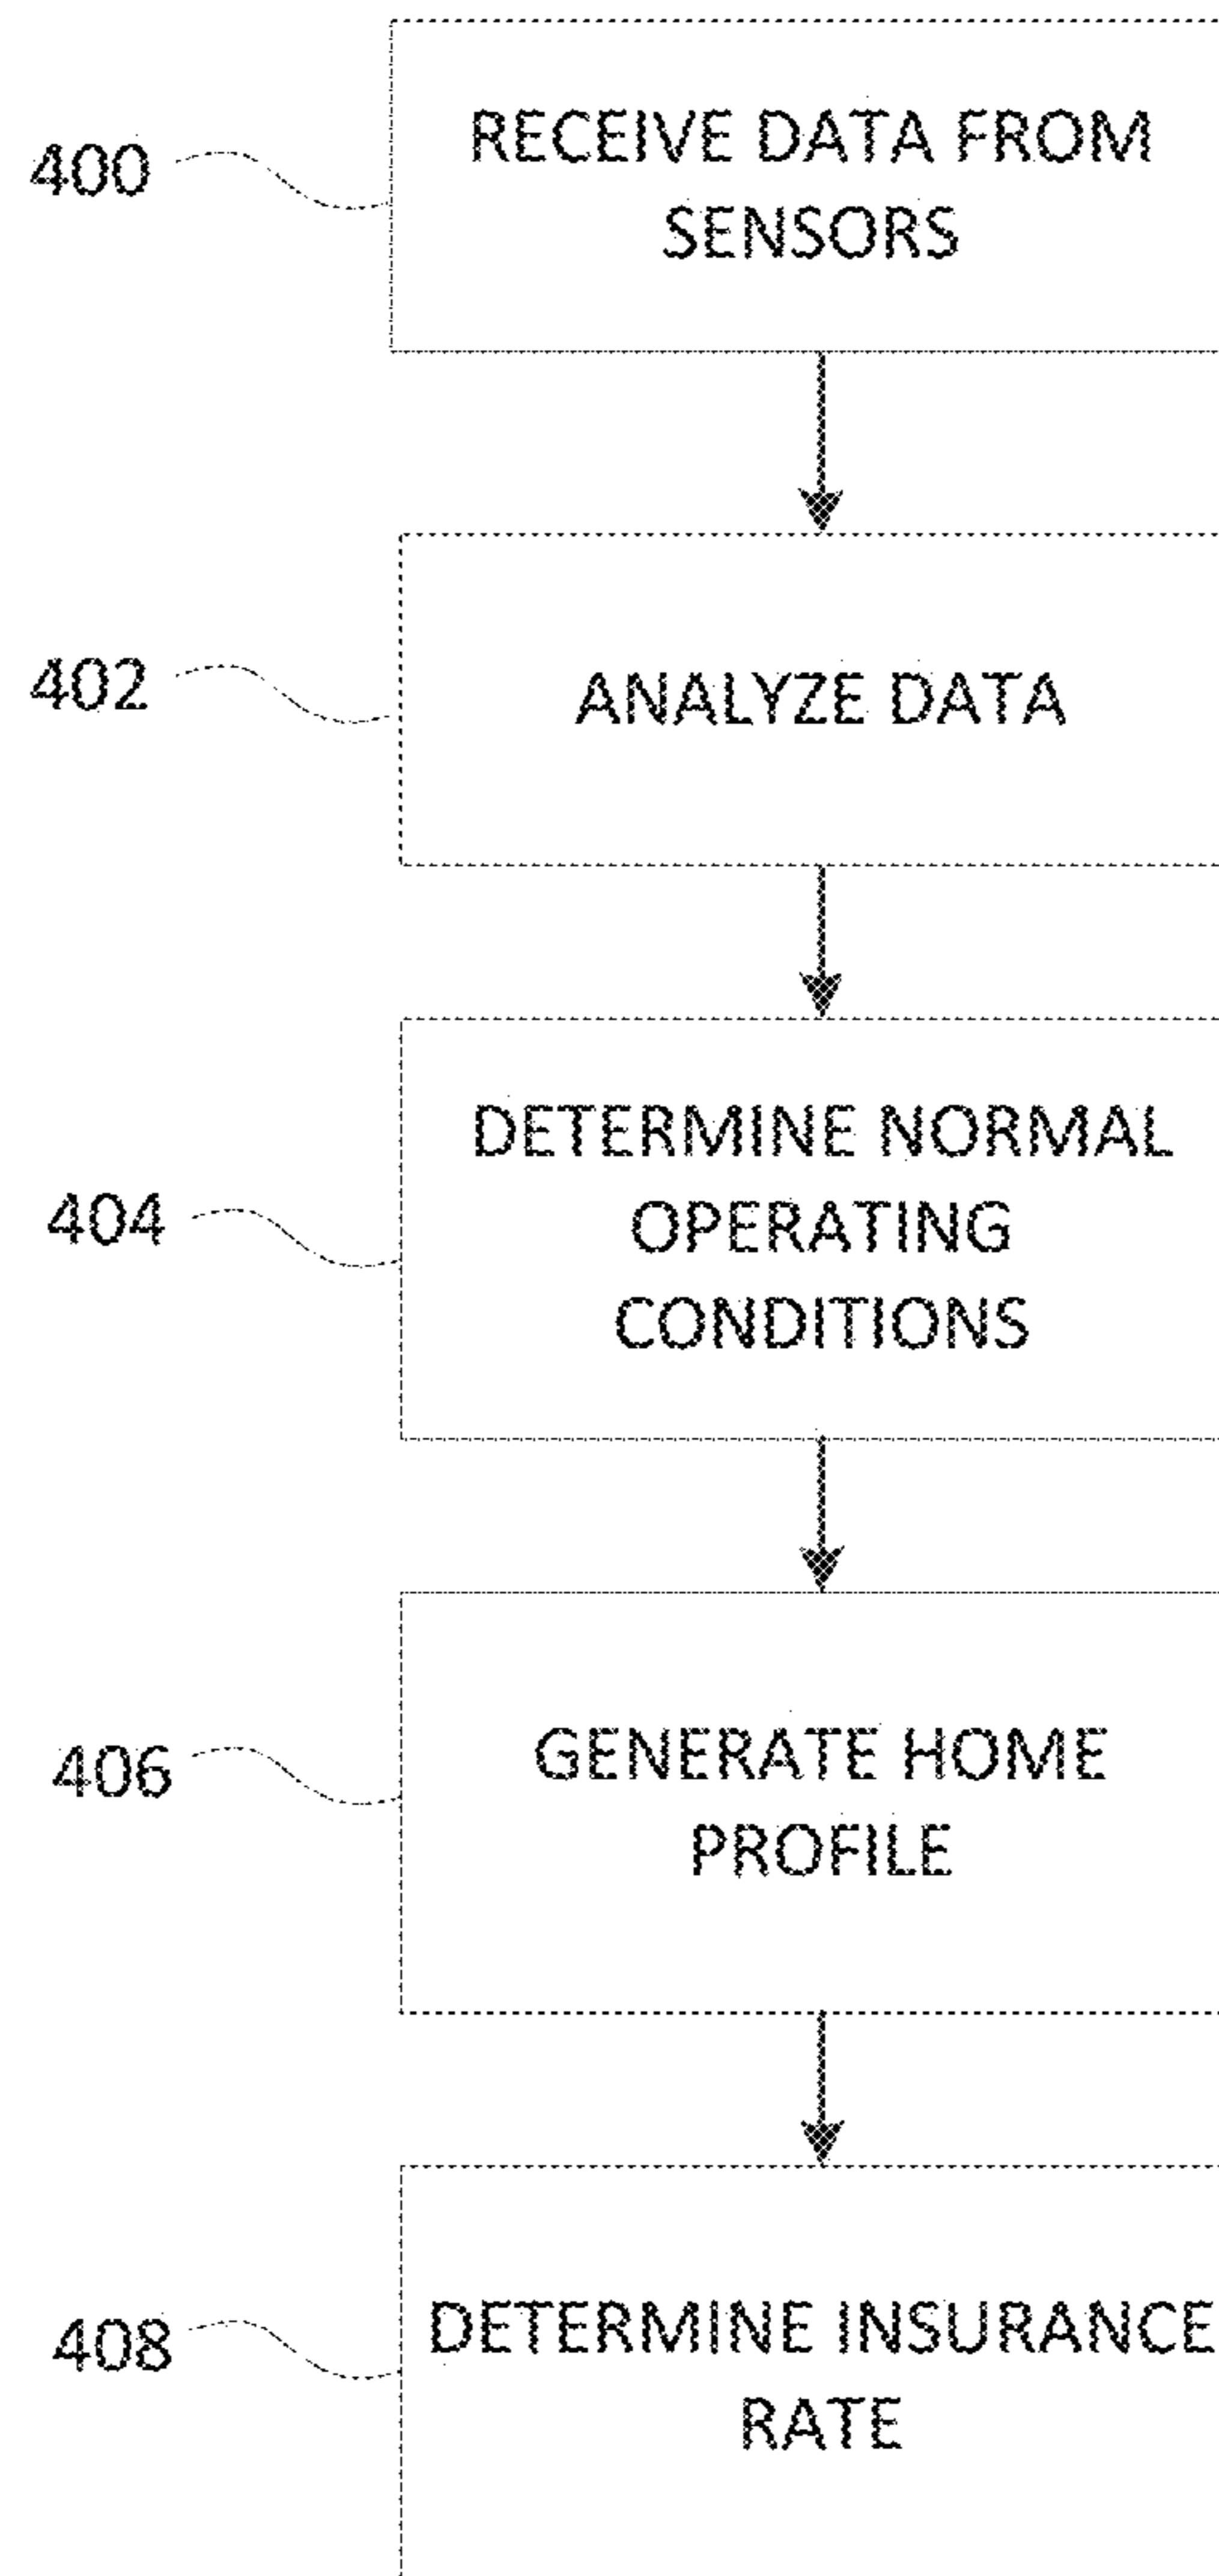 400
RECEIVE DATA FROM
SENSORS
402
ANALYZE DATA
404
DETERMINE NORMAL
OPERATING
CONDITIONS
406
GENERATE HOME
PROFILE
408
DETERMINE INSURANCE
RATE